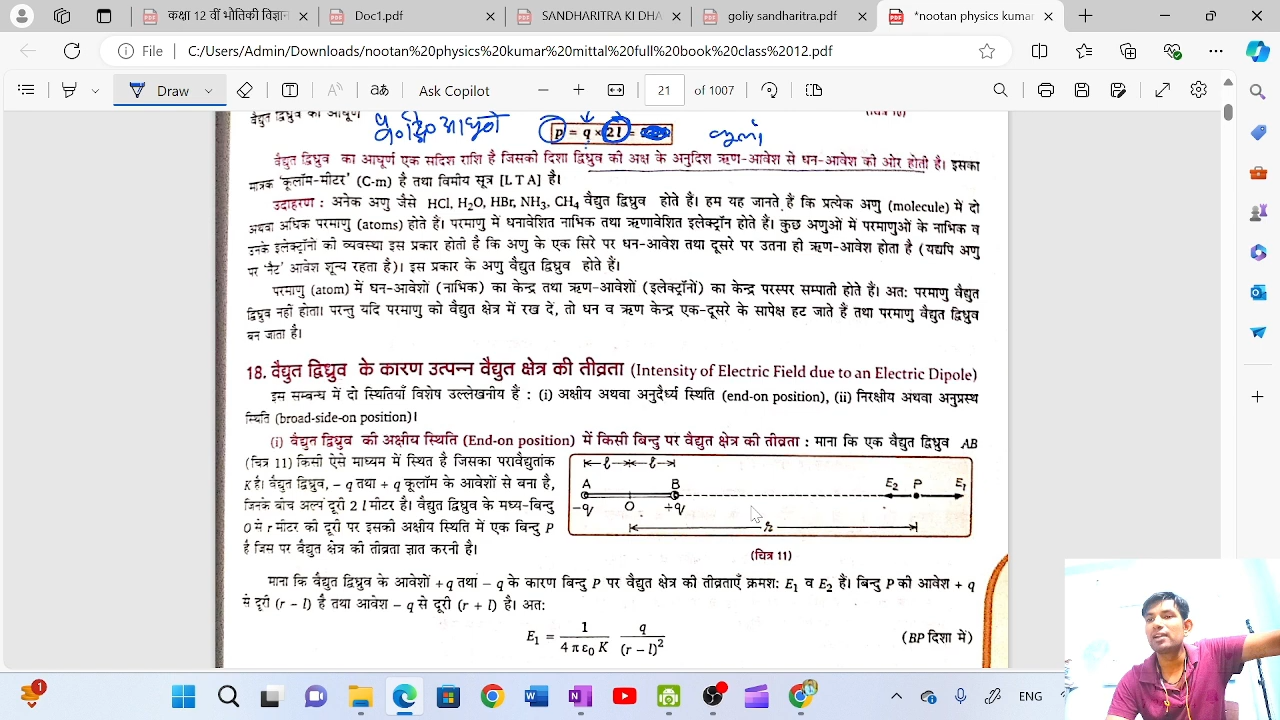 कक्षा 12 वीं भौतिकी विज्ञान
Doc1.pdf
SANDHARITRA KI DHA
goliy sandharitra.pdf
*nootan physics kumar
File
C:/Users/Admin/Downloads/nootan%20physics%20kumar%20mittal%20full%20book%20class%2012.pdf
Draw
Ask Copilot
21
of 1007
वैद्युत द्विध्रुव का आघूर्ण
p = q × 2l =
वैद्युत द्विध्रुव का आघूर्ण एक सदिश राशि है जिसकी दिशा द्विध्रुव की अक्ष के अनुदिश ऋण-आवेश से धन-आवेश की ओर होती है। इसका
मात्रक 'कूलॉम-मीटर' (C-m) है तथा विमीय सूत्र [L T A] है।
उदाहरण : अनेक अणु जैसे HCl, H₂O, HBr, NH₃, CH₄ वैद्युत द्विध्रुव होते हैं। हम यह जानते हैं कि प्रत्येक अणु (molecule) में दो
अथवा अधिक परमाणु (atoms) होते हैं। परमाणु में धनावेशित नाभिक तथा ऋणावेशित इलेक्ट्रॉन होते हैं। कुछ अणुओं में परमाणुओं के नाभिक व
उनके इलेक्ट्रॉनों की व्यवस्था इस प्रकार होती है कि अणु के एक सिरे पर धन-आवेश तथा दूसरे पर उतना ही ऋण-आवेश होता है (यद्यपि अणु
पर 'नैट' आवेश शून्य रहता है)। इस प्रकार के अणु वैद्युत द्विध्रुव होते हैं।
परमाणु (atom) में धन-आवेशों (नाभिक) का केन्द्र तथा ऋण-आवेशों (इलेक्ट्रॉनों) का केन्द्र परस्पर सम्पाती होते हैं। अत: परमाणु वैद्युत
द्विध्रुव नहीं होता। परन्तु यदि परमाणु को वैद्युत क्षेत्र में रख दें, तो धन व ऋण केन्द्र एक-दूसरे के सापेक्ष हट जाते हैं तथा परमाणु वैद्युत द्विध्रुव
बन जाता है।
18. वैद्युत द्विध्रुव के कारण उत्पन्न वैद्युत क्षेत्र की तीव्रता (Intensity of Electric Field due to an Electric Dipole)
इस सम्बन्ध में दो स्थितियाँ विशेष उल्लेखनीय हैं : (i) अक्षीय अथवा अनुदैर्ध्य स्थिति (end-on position), (ii) निरक्षीय अथवा अनुप्रस्थ
स्थिति (broad-side-on position)।
(i) वैद्युत द्विध्रुव की अक्षीय स्थिति (End-on position) में किसी बिन्दु पर वैद्युत क्षेत्र की तीव्रता : माना कि एक वैद्युत द्विध्रुव AB
(चित्र 11) किसी ऐसे माध्यम में स्थित है जिसका परावैद्युतांक
K है। वैद्युत द्विध्रुव, – q तथा + q कूलॉम के आवेशों से बना है,
जिनके बीच अल्प दूरी 2 l मीटर है। वैद्युत द्विध्रुव के मध्य-बिन्दु
O से r मीटर की दूरी पर इसकी अक्षीय स्थिति में एक बिन्दु P
है जिस पर वैद्युत क्षेत्र की तीव्रता ज्ञात करनी है।
l l
A B E₂ P E₁
–q O +q
r
(चित्र 11)
माना कि वैद्युत द्विध्रुव के आवेशों +q तथा – q के कारण बिन्दु P पर वैद्युत क्षेत्र की तीव्रताएँ क्रमश: E₁ व E₂ हैं। बिन्दु P की आवेश + q
से दूरी (r – l) है तथा आवेश – q से दूरी (r + l) है। अत:
E₁ = 1/(4 π ε₀ K) q/(r – l)² (BP दिशा में)
1
ENG